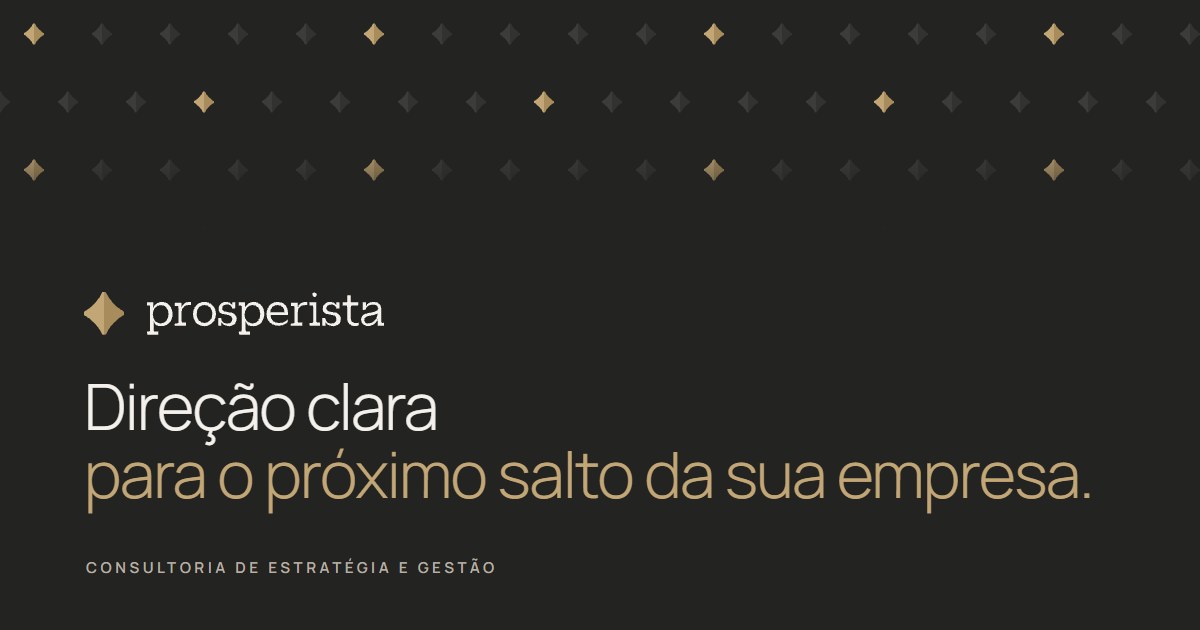 prosperista
Direção clara
para o próximo salto da sua empresa.
CONSULTORIA DE ESTRATÉGIA E GESTÃO